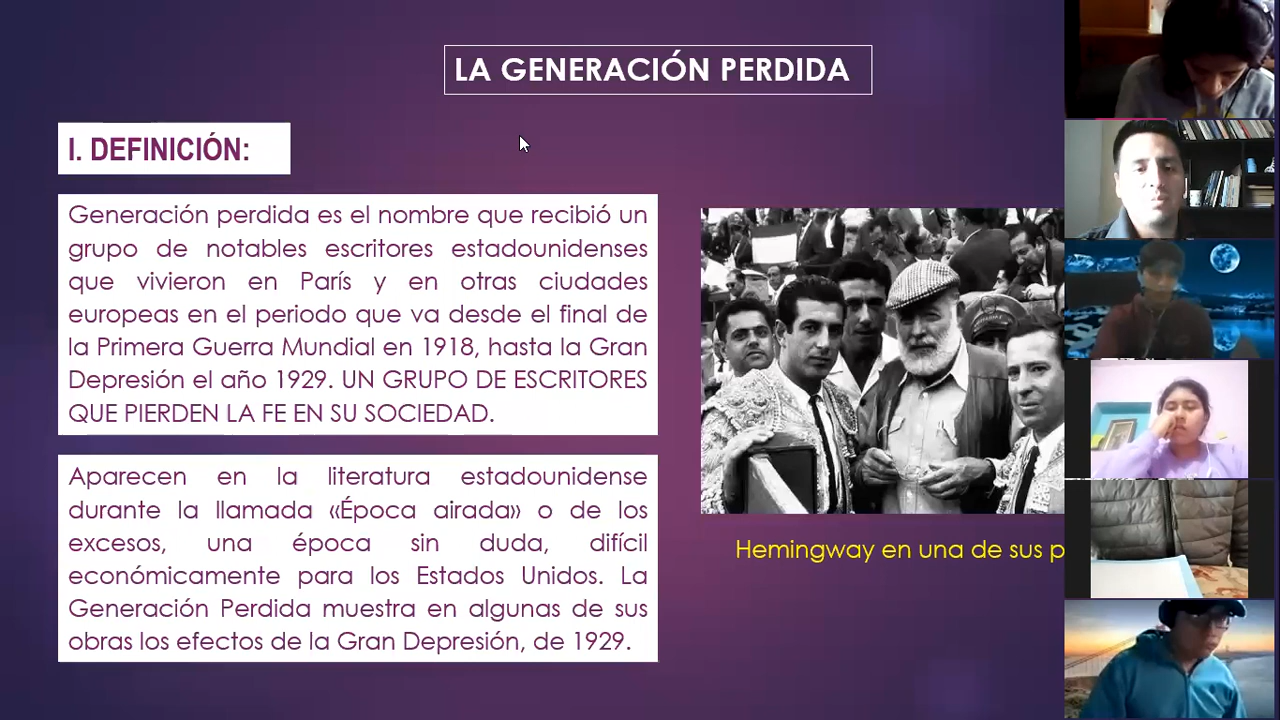 LA GENERACIÓN PERDIDA
I. DEFINICIÓN:
Generación perdida es el nombre que recibió un
grupo de notables escritores estadounidenses
que vivieron en París y en otras ciudades
europeas en el periodo que va desde el final de
la Primera Guerra Mundial en 1918, hasta la Gran
Depresión el año 1929. UN GRUPO DE ESCRITORES
QUE PIERDEN LA FE EN SU SOCIEDAD.
Aparecen en la literatura estadounidense
durante la llamada «Época airada» o de los
excesos, una época sin duda, difícil
económicamente para los Estados Unidos. La
Generación Perdida muestra en algunas de sus
obras los efectos de la Gran Depresión, de 1929.
Hemingway en una de sus p